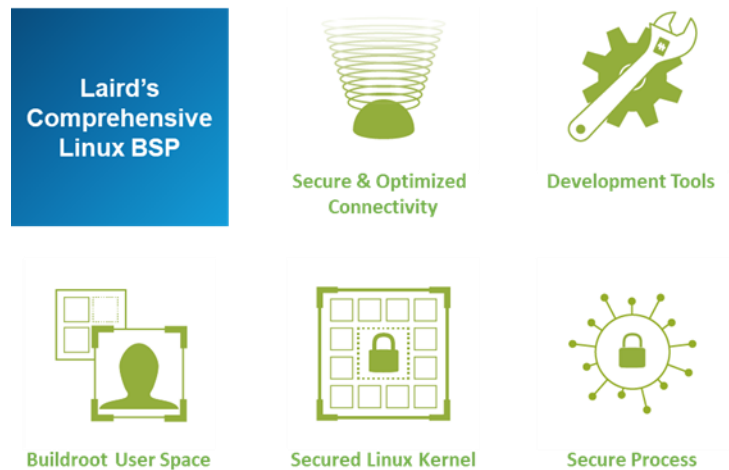 Laird's
Comprehensive
Linux BSP
Secure & Optimized
Connectivity
Development Tools
Buildroot User Space
Secured Linux Kernel
Secure Process